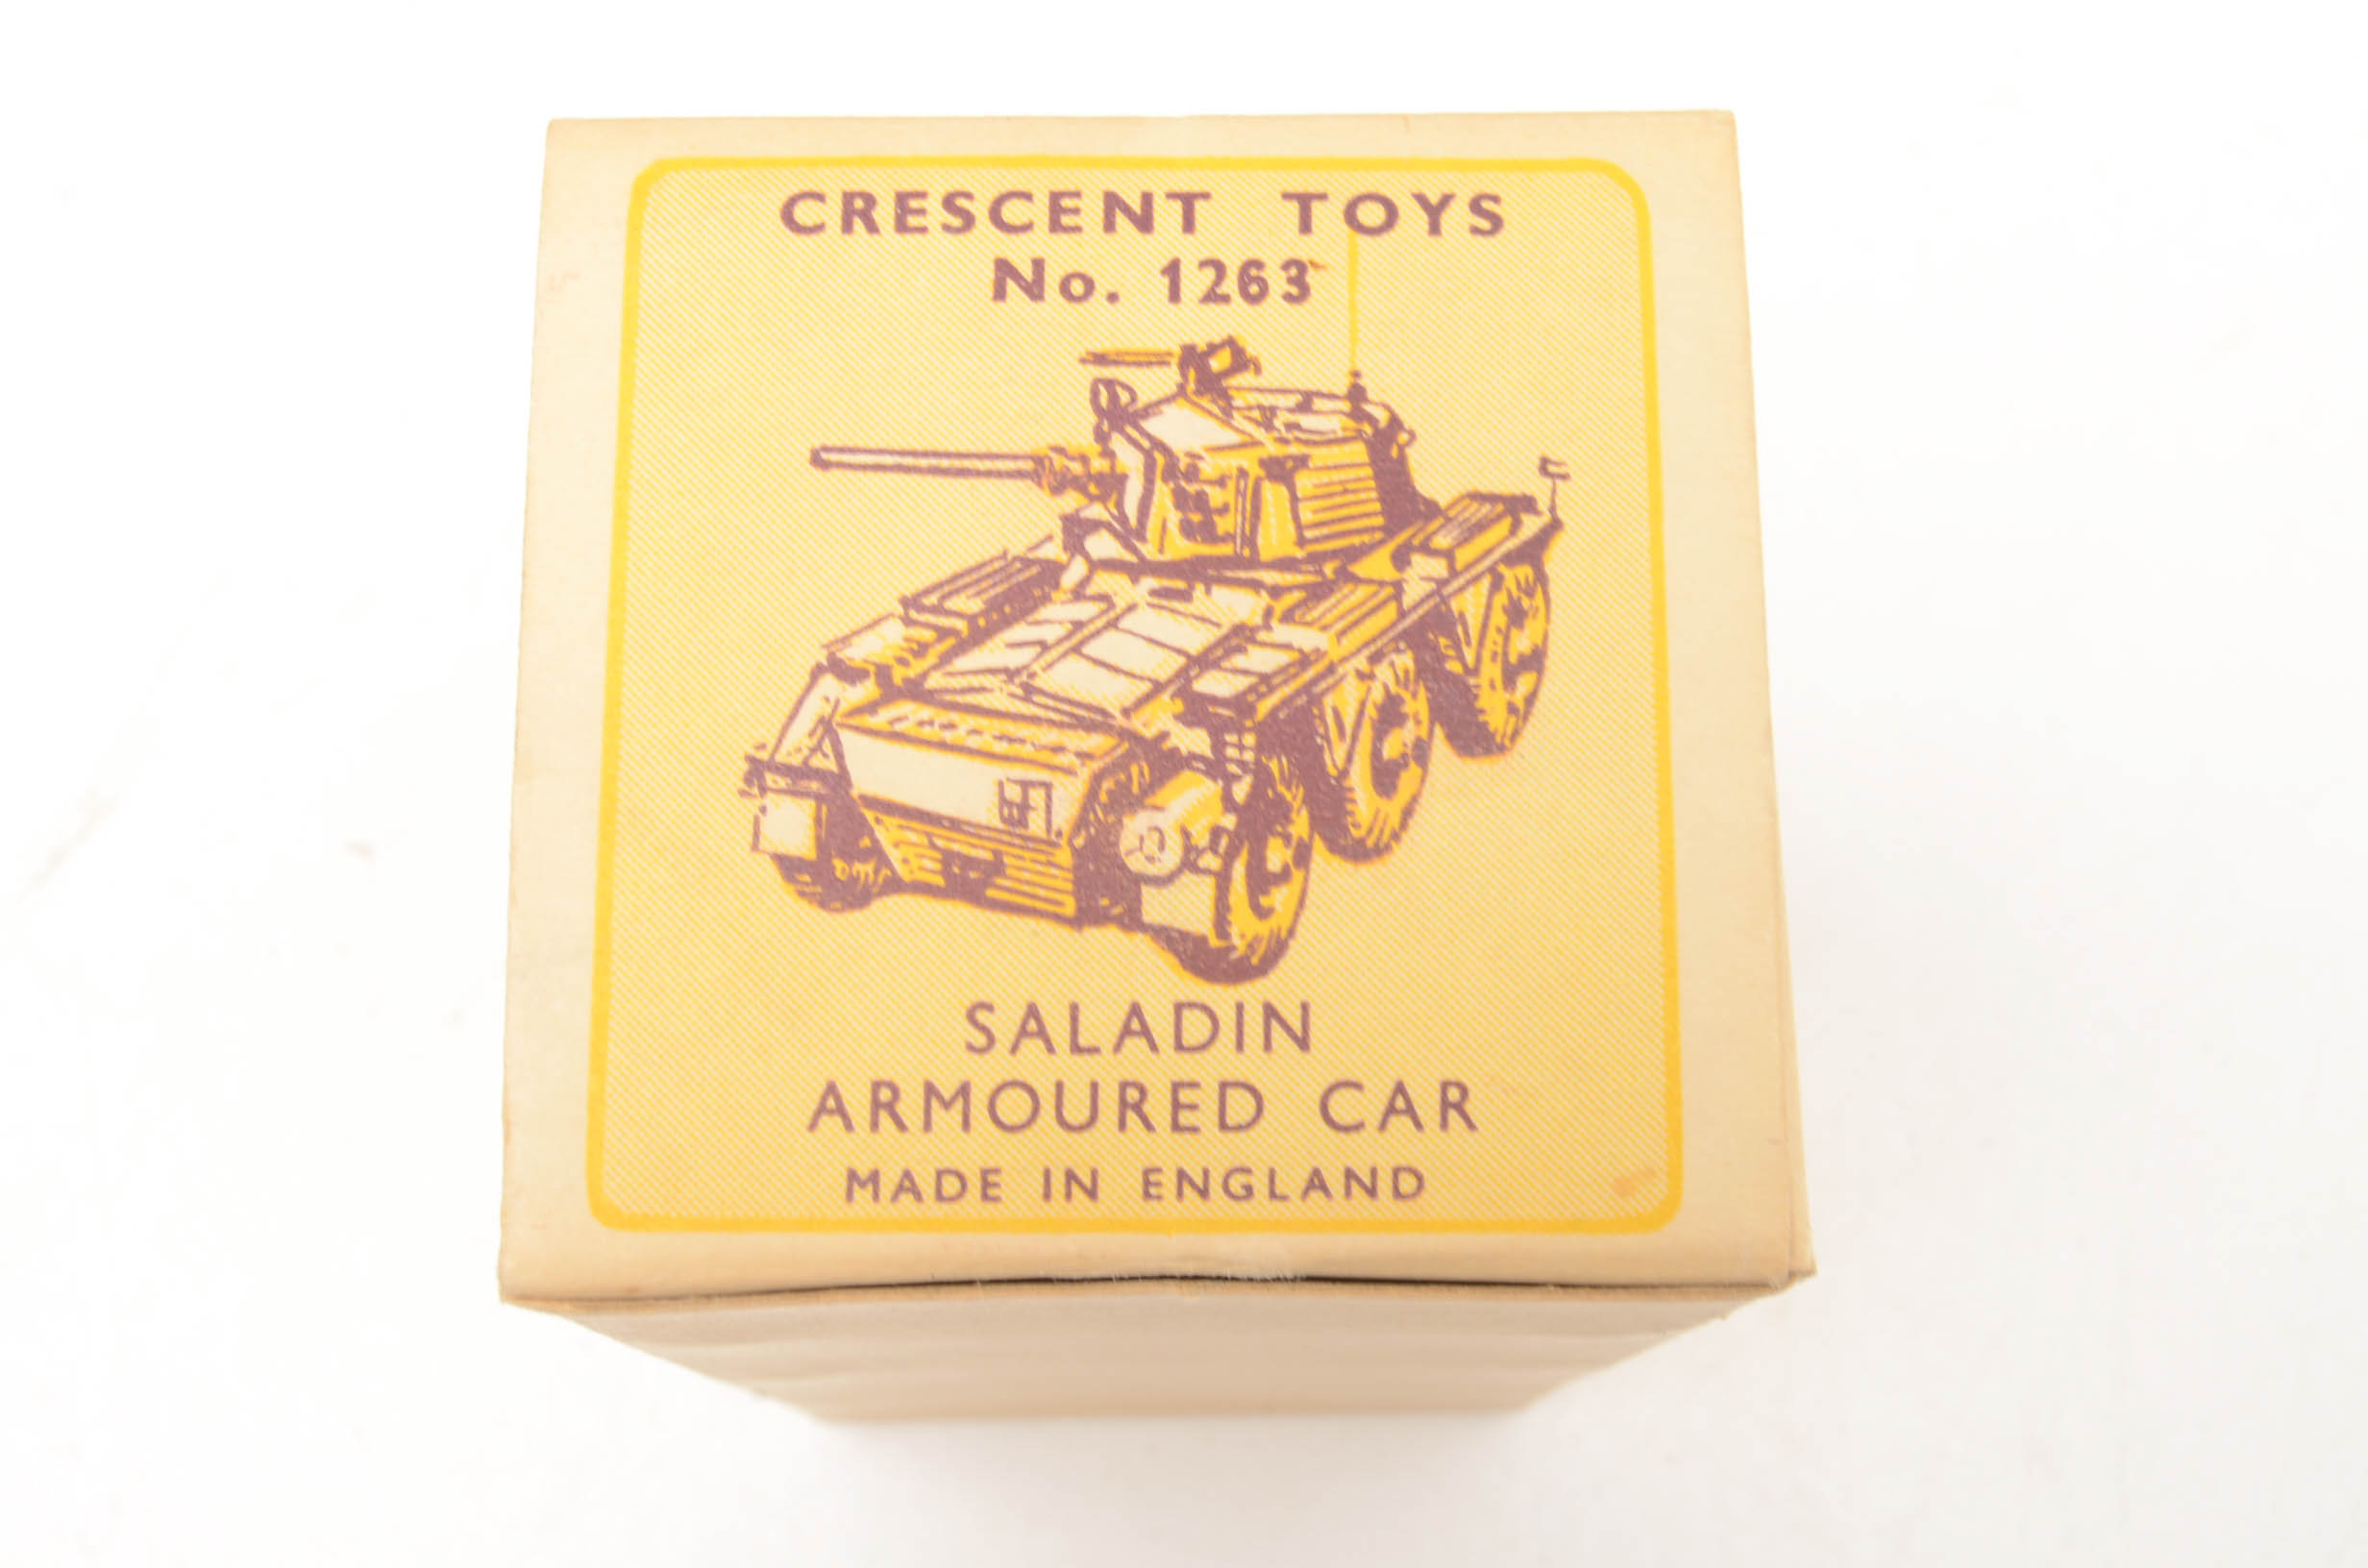 CRESCENT TOYS
No. 1263
SALADIN
ARMOURED CAR
MADE IN ENGLAND